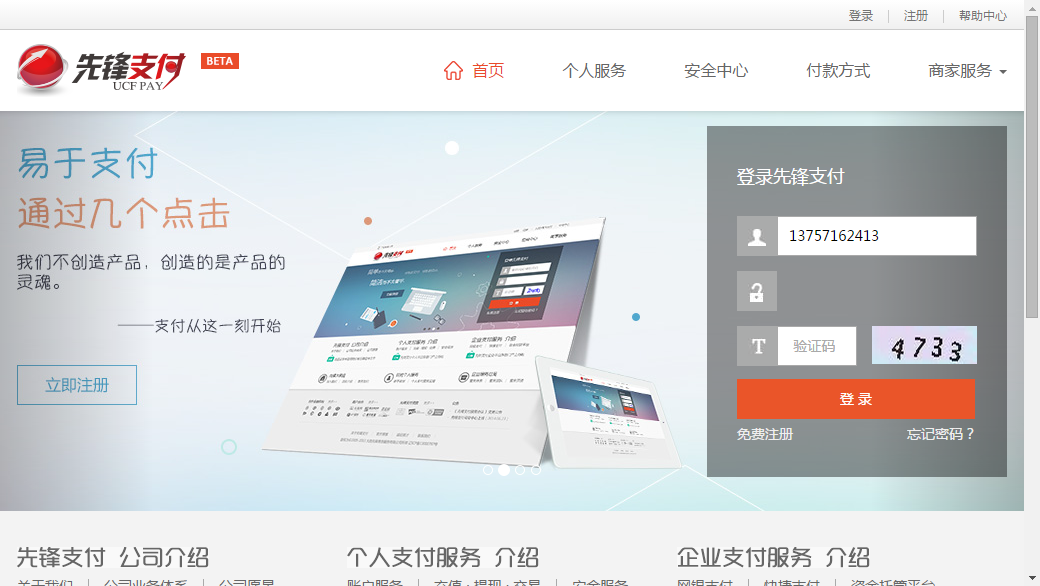 登录 注册 帮助中心
先锋支付 UCF PAY BETA
首页 个人服务 安全中心 付款方式 商家服务
易于支付
通过几个点击
我们不创造产品，创造的是产品的
灵魂。
——支付从这一刻开始
立即注册
登录先锋支付
13757162413
T 验证码 4733
登 录
免费注册 忘记密码？
先锋支付 公司介绍 个人支付服务 介绍 企业支付服务 介绍
关于我们 公司业务体系 公司愿景 账户服务 充值·提现·交易 安全服务 网银支付 快捷支付 资金托管平台